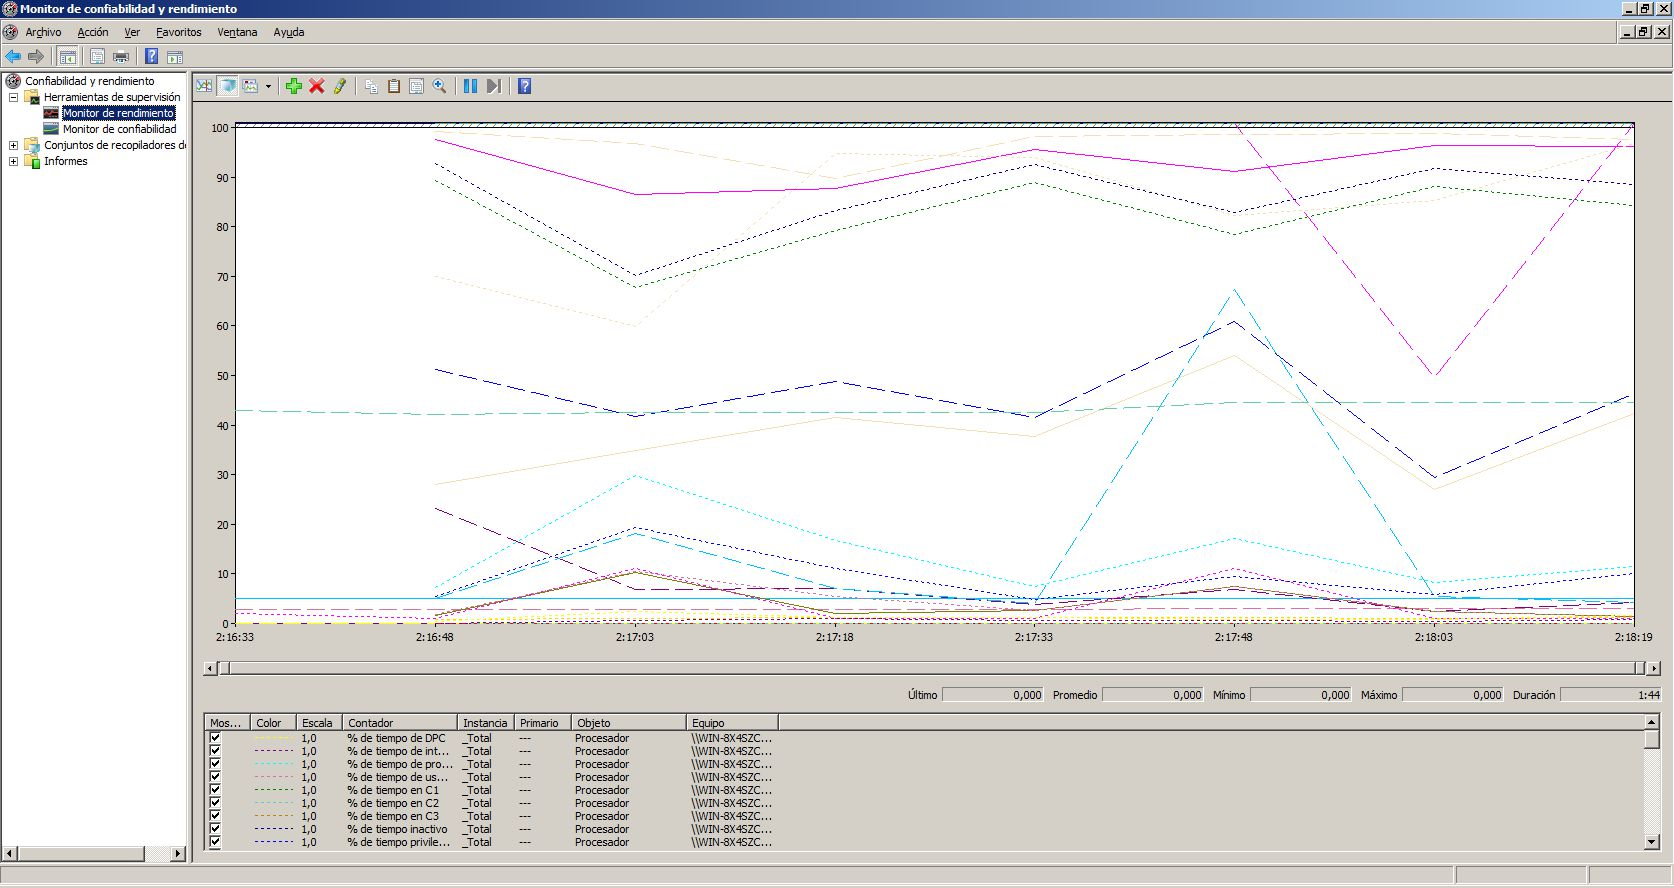 Monitor de confiabilidad y rendimiento
Archivo Acción Ver Favoritos Ventana Ayuda
Confiabilidad y rendimiento
Herramientas de supervisión
Monitor de rendimiento
Monitor de confiabilidad
Conjuntos de recopiladores de
Informes
100
90
80
70
60
50
40
30
20
10
0
2:16:33 2:16:48 2:17:03 2:17:18 2:17:33 2:17:48 2:18:03 2:18:19
Último 0,000 Promedio 0,000 Mínimo 0,000 Máximo 0,000 Duración 1:44
Mos... Color Escala Contador Instancia Primario Objeto Equipo
1,0 % de tiempo de DPC _Total --- Procesador \\WIN-8X4SZC...
1,0 % de tiempo de int... _Total --- Procesador \\WIN-8X4SZC...
1,0 % de tiempo de pro... _Total --- Procesador \\WIN-8X4SZC...
1,0 % de tiempo de us... _Total --- Procesador \\WIN-8X4SZC...
1,0 % de tiempo en C1 _Total --- Procesador \\WIN-8X4SZC...
1,0 % de tiempo en C2 _Total --- Procesador \\WIN-8X4SZC...
1,0 % de tiempo en C3 _Total --- Procesador \\WIN-8X4SZC...
1,0 % de tiempo inactivo _Total --- Procesador \\WIN-8X4SZC...
1,0 % de tiempo privile... _Total --- Procesador \\WIN-8X4SZC...